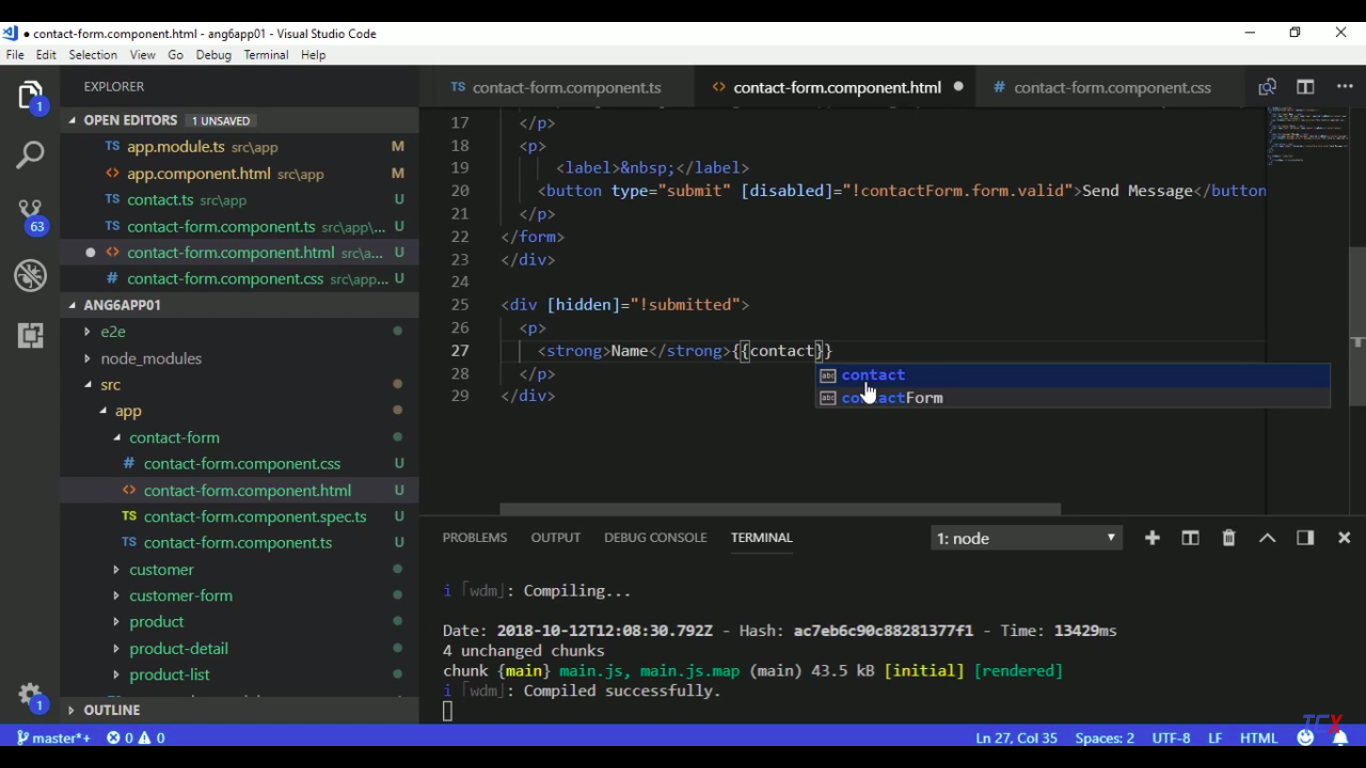 ● contact-form.component.html - ang6app01 - Visual Studio Code
File Edit Selection View Go Debug Terminal Help
EXPLORER
OPEN EDITORS 1 UNSAVED
TS app.module.ts src\app M
<> app.component.html src\app M
TS contact.ts src\app U
TS contact-form.component.ts src\app\... U
● <> contact-form.component.html src\a... U
# contact-form.component.css src\app... U
ANG6APP01
e2e
node_modules
src
app
contact-form
# contact-form.component.css U
<> contact-form.component.html U
TS contact-form.component.spec.ts U
TS contact-form.component.ts U
customer
customer-form
product
product-detail
product-list
OUTLINE
1
63
1
TS contact-form.component.ts <> contact-form.component.html ● # contact-form.component.css
17 </p>
18 <p>
19 <label>&nbsp;</label>
20 <button type="submit" [disabled]="!contactForm.form.valid">Send Message</button
21 </p>
22 </form>
23 </div>
24
25 <div [hidden]="!submitted">
26 <p>
27 <strong>Name</strong>{{contact}}
28 </p>
29 </div>
abc contact
abc contactForm
PROBLEMS OUTPUT DEBUG CONSOLE TERMINAL 1: node
i ｢wdm｣: Compiling...
Date: 2018-10-12T12:08:30.792Z - Hash: ac7eb6c90c88281377f1 - Time: 13429ms
4 unchanged chunks
chunk {main} main.js, main.js.map (main) 43.5 kB [initial] [rendered]
i ｢wdm｣: Compiled successfully.
TCX
master*+ 0 0 Ln 27, Col 35 Spaces: 2 UTF-8 LF HTML